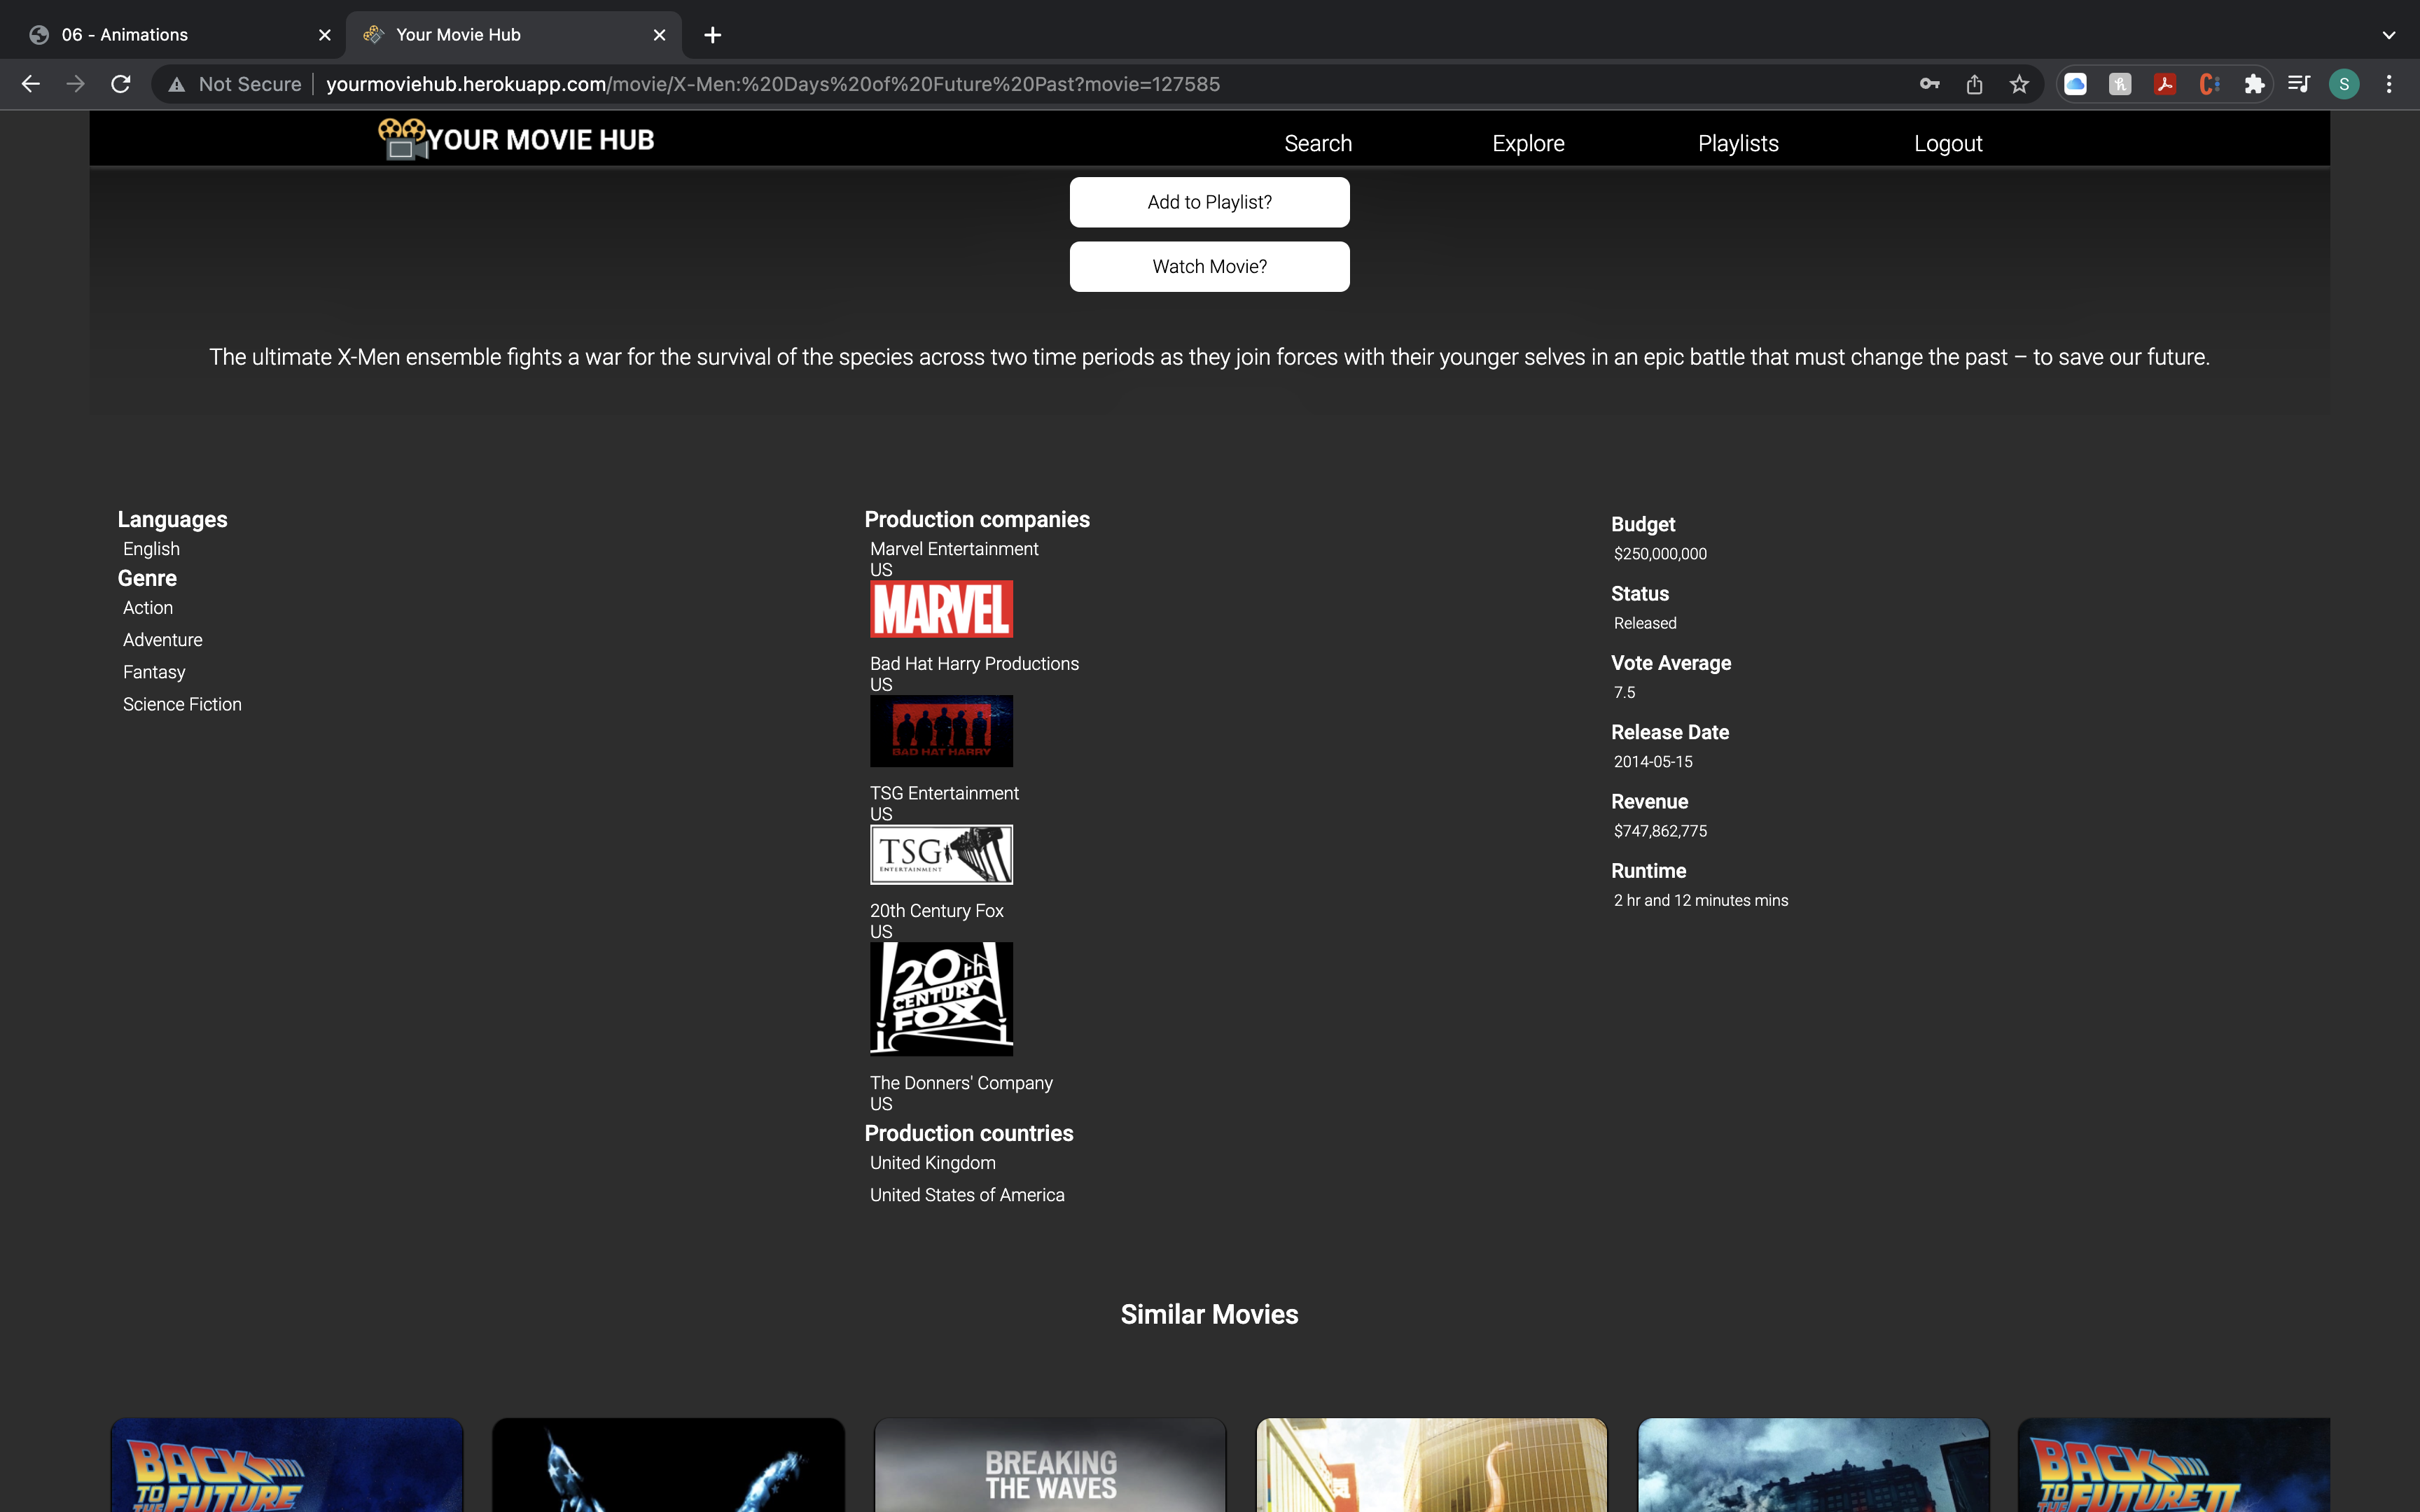 06 - Animations
Your Movie Hub
Not Secure
yourmoviehub.herokuapp.com/movie/X-Men:%20Days%20of%20Future%20Past?movie=127585
S
YOUR MOVIE HUB
Search
Explore
Playlists
Logout
Add to Playlist?
Watch Movie?
The ultimate X-Men ensemble fights a war for the survival of the species across two time periods as they join forces with their younger selves in an epic battle that must change the past – to save our future.
Languages
English
Genre
Action
Adventure
Fantasy
Science Fiction
Production companies
Marvel Entertainment
US
MARVEL
Bad Hat Harry Productions
US
BAD HAT HARRY
TSG Entertainment
US
TSG
ENTERTAINMENT
20th Century Fox
US
20th
CENTURY
FOX
The Donners' Company
US
Production countries
United Kingdom
United States of America
Budget
$250,000,000
Status
Released
Vote Average
7.5
Release Date
2014-05-15
Revenue
$747,862,775
Runtime
2 hr and 12 minutes mins
Similar Movies
BACK
TO THE FUTURE
BREAKING
THE WAVES
BACK
TO THE FUTURE II